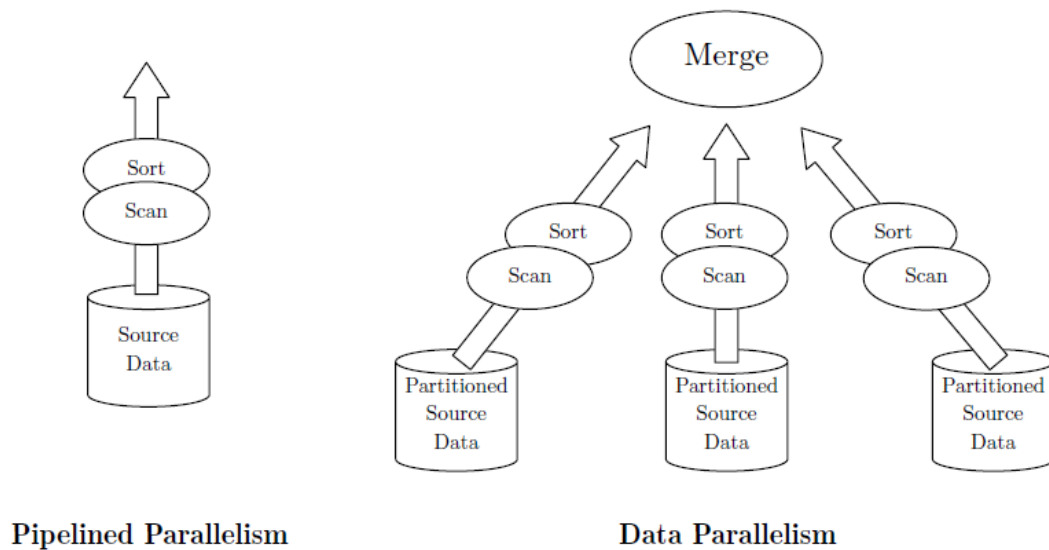 Sort
Scan
Source
Data
Pipelined Parallelism
Merge
Sort
Scan
Partitioned
Source
Data
Sort
Scan
Partitioned
Source
Data
Sort
Scan
Partitioned
Source
Data
Data Parallelism